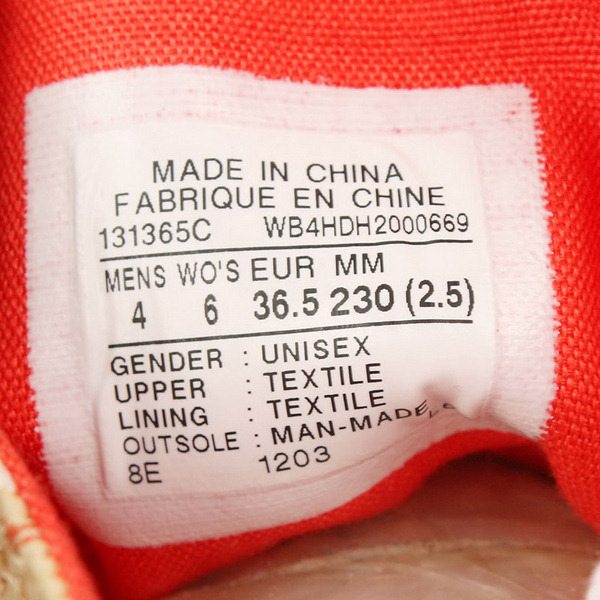 MADE IN CHINA
FABRIQUE EN CHINE
131365C WB4HDH2000669
MENS WO'S EUR MM
4 6 36.5 230 (2.5)
GENDER : UNISEX
UPPER : TEXTILE
LINING : TEXTILE
OUTSOLE : MAN-MADE
8E 1203